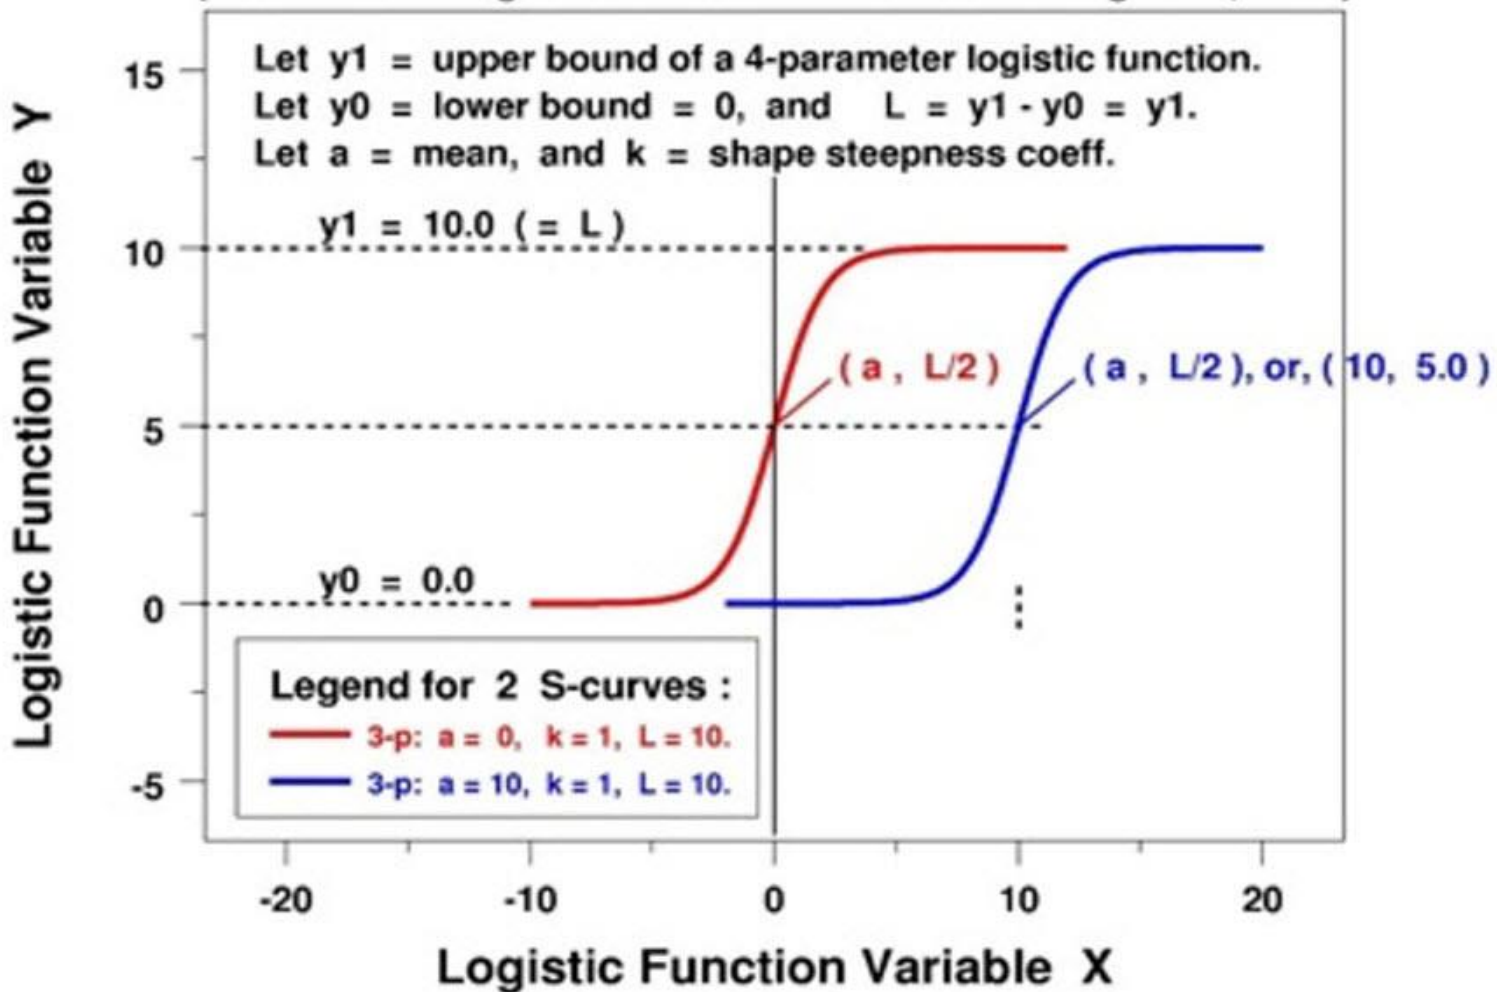 Let y1 = upper bound of a 4-parameter logistic function.
Let y0 = lower bound = 0, and L = y1 - y0 = y1.
Let a = mean, and k = shape steepness coeff.
y1 = 10.0 ( = L )
( a , L/2 )
( a , L/2 ), or, ( 10, 5.0 )
y0 = 0.0
Legend for 2 S-curves :
3-p: a = 0, k = 1, L = 10.
3-p: a = 10, k = 1, L = 10.
15
10
5
0
-5
-20 -10 0 10 20
Logistic Function Variable X
Logistic Function Variable Y